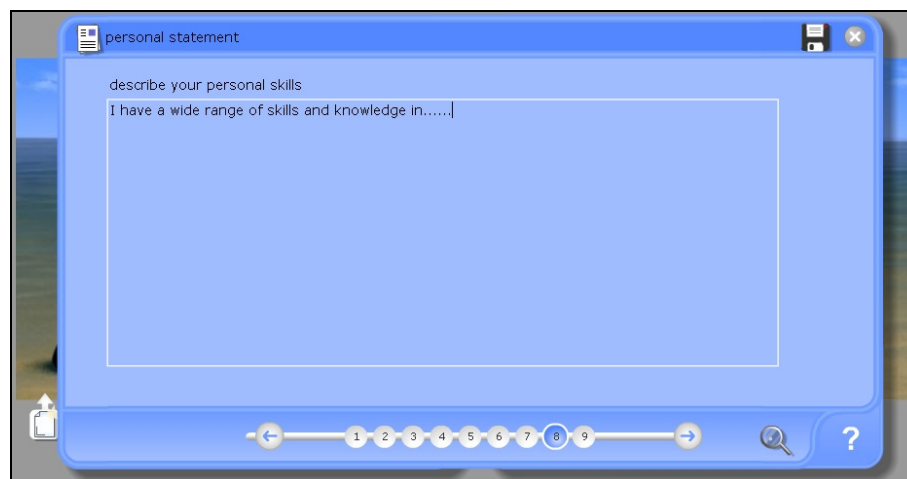 personal statement
describe your personal skills
I have a wide range of skills and knowledge in......
1 2 3 4 5 6 7 8 9
?